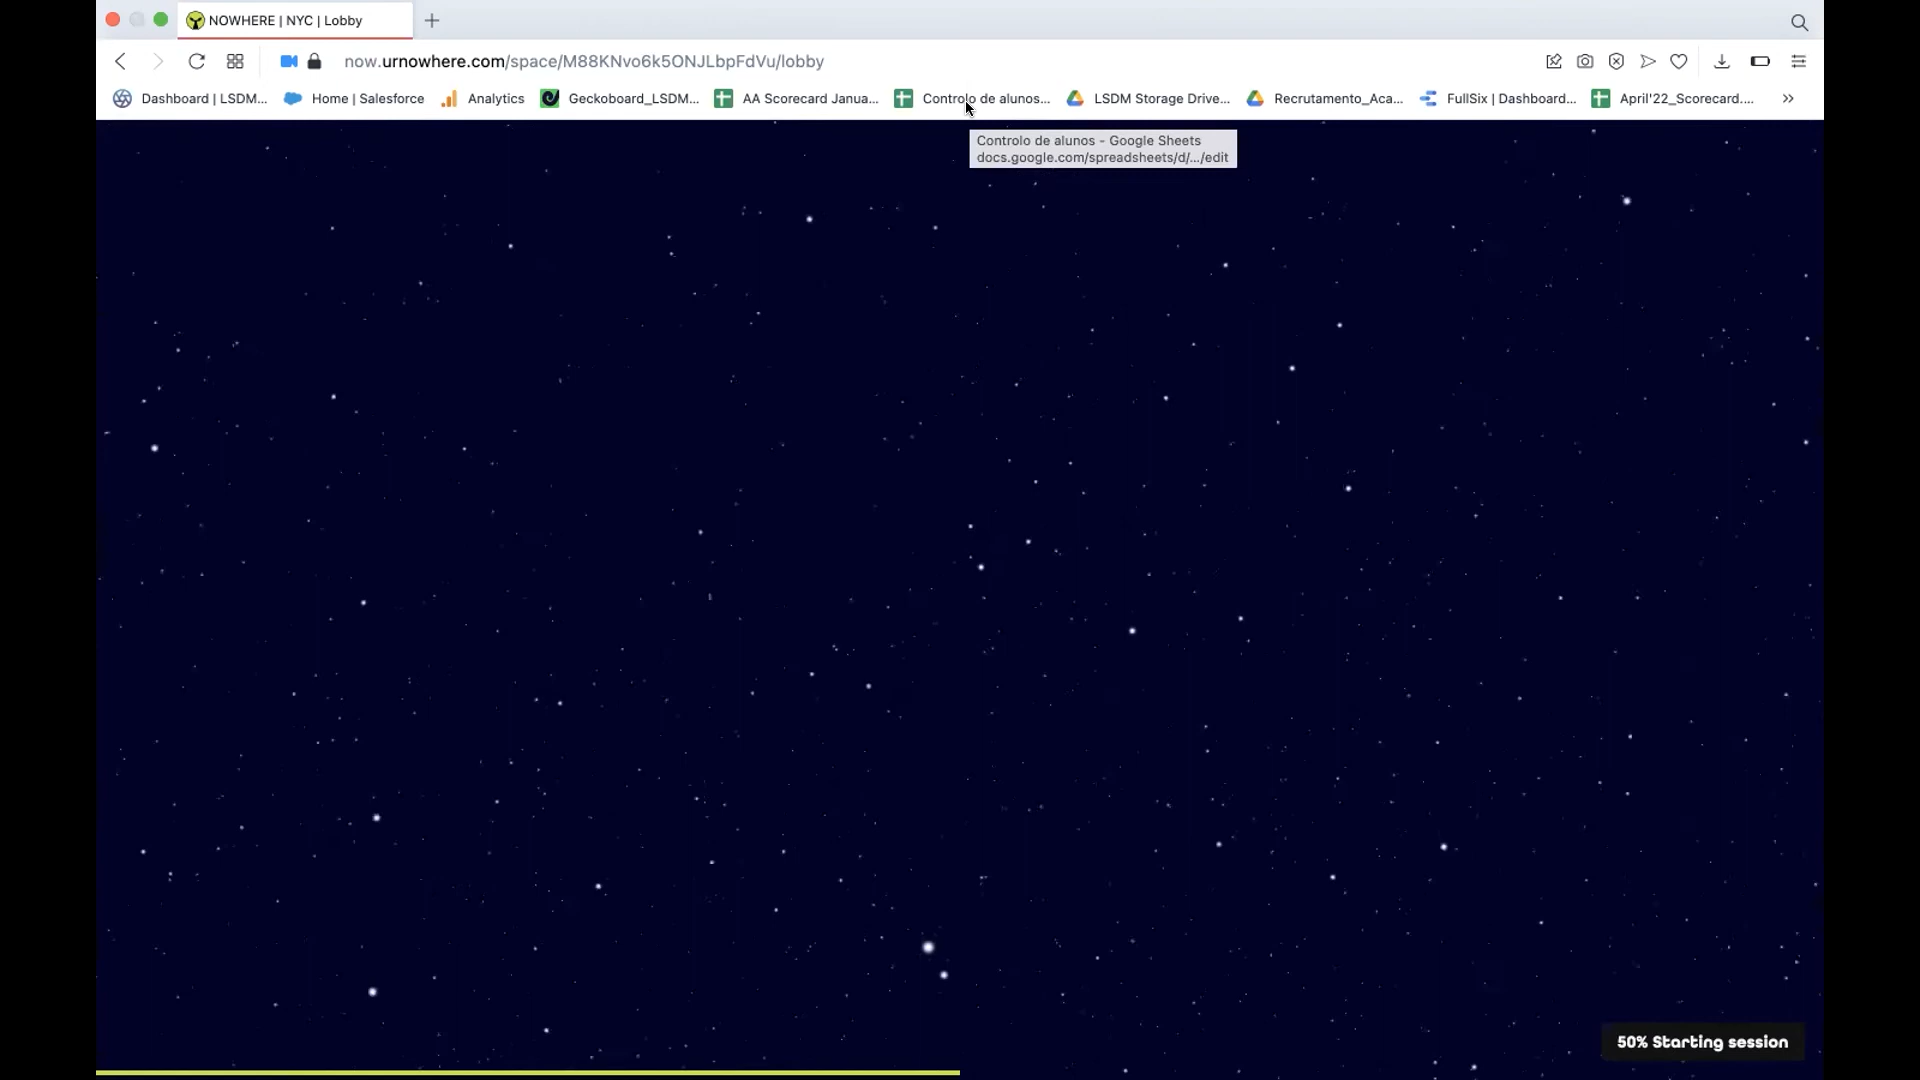 NOWHERE | NYC | Lobby
now.urnowhere.com/space/M88KNvo6k5ONJLbpFdVu/lobby
Dashboard | LSDM... Home | Salesforce Analytics Geckoboard_LSDM... AA Scorecard Janua... Controlo de alunos... LSDM Storage Drive... Recrutamento_Aca... FullSix | Dashboard... April'22_Scorecard....
Controlo de alunos - Google Sheets
docs.google.com/spreadsheets/d/.../edit
50% Starting session